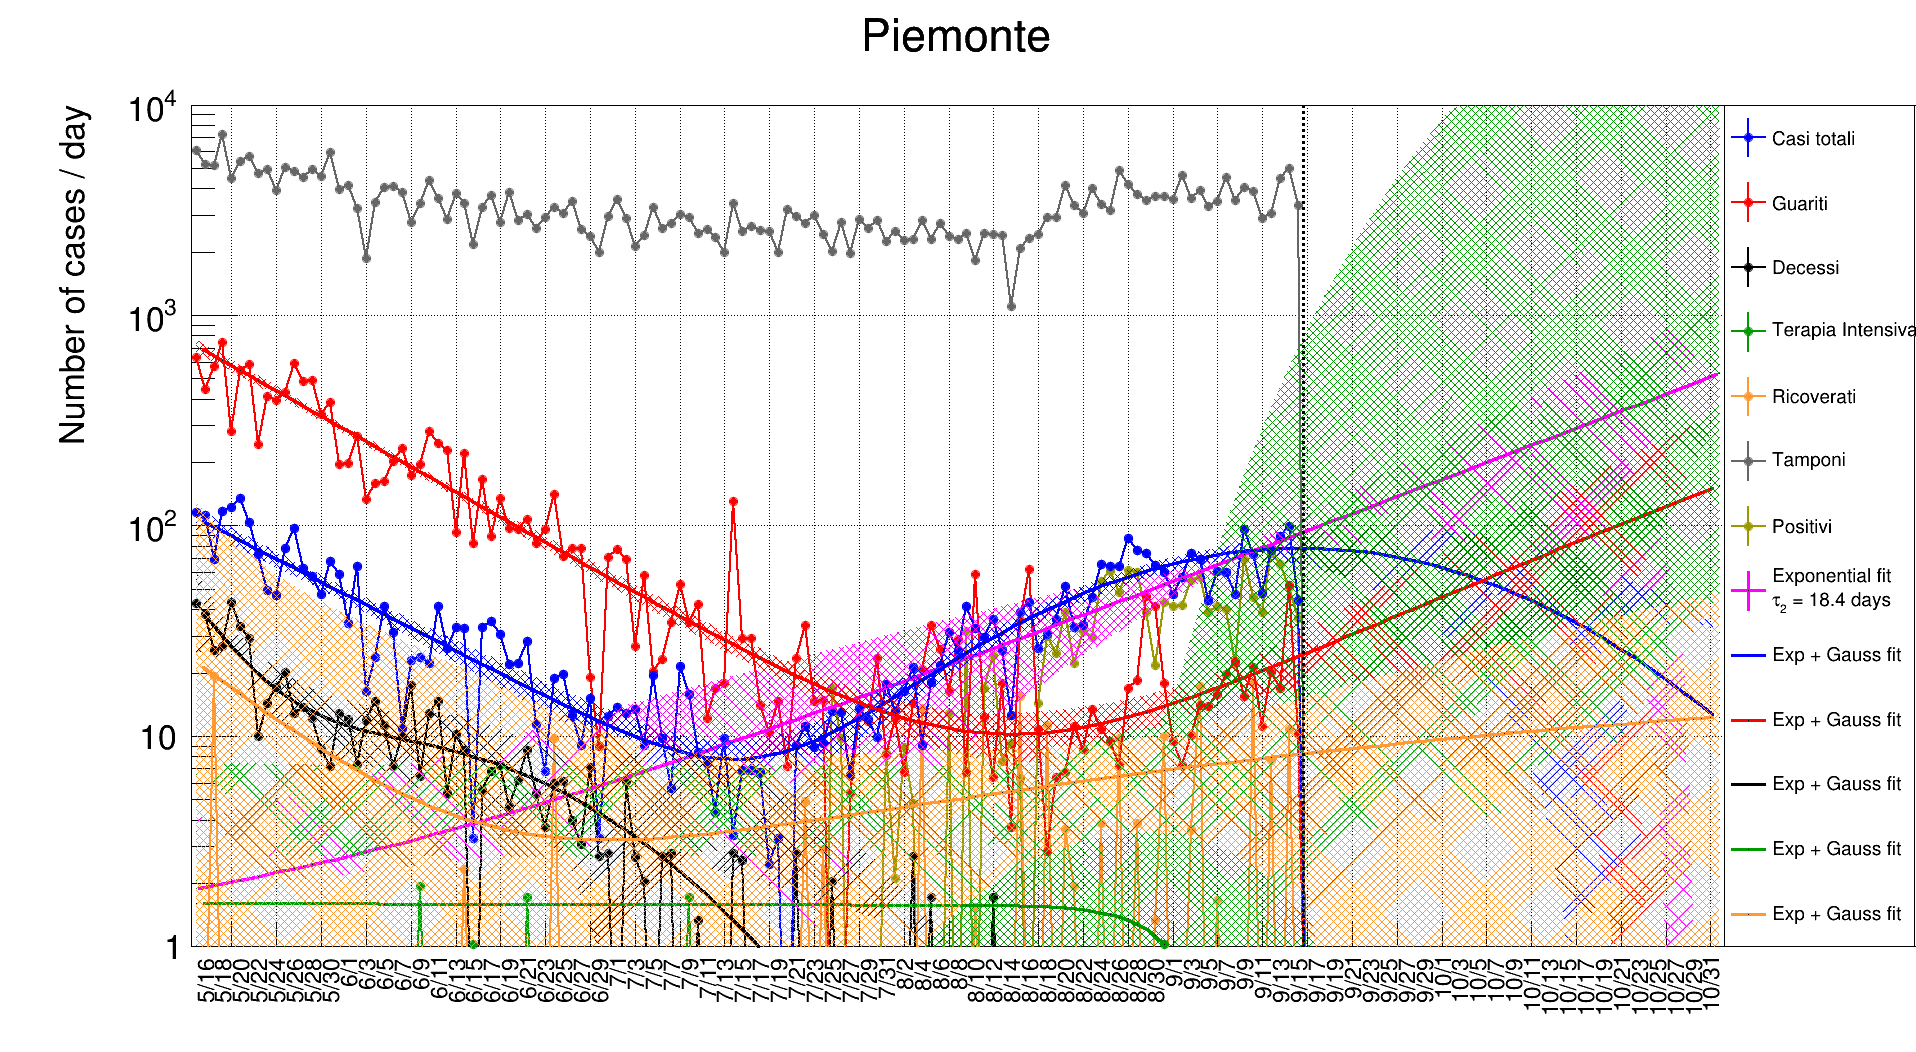 Piemonte
Number of cases / day
10⁴
10³
10²
10
1
5/16 5/18 5/20 5/22 5/24 5/26 5/28 5/30 6/1 6/3 6/5 6/7 6/9 6/11 6/13 6/15 6/17 6/19 6/21 6/23 6/25 6/27 6/29 7/1 7/3 7/5 7/7 7/9 7/11 7/13 7/15 7/17 7/19 7/21 7/23 7/25 7/27 7/29 7/31 8/2 8/4 8/6 8/8 8/10 8/12 8/14 8/16 8/18 8/20 8/22 8/24 8/26 8/28 8/30 9/1 9/3 9/5 9/7 9/9 9/11 9/13 9/15 9/17 9/19 9/21 9/23 9/25 9/27 9/29 10/1 10/3 10/5 10/7 10/9 10/11 10/13 10/15 10/17 10/19 10/21 10/23 10/25 10/27 10/29 10/31
Casi totali
Guariti
Decessi
Terapia Intensiva
Ricoverati
Tamponi
Positivi
Exponential fit
τ₂ = 18.4 days
Exp + Gauss fit
Exp + Gauss fit
Exp + Gauss fit
Exp + Gauss fit
Exp + Gauss fit